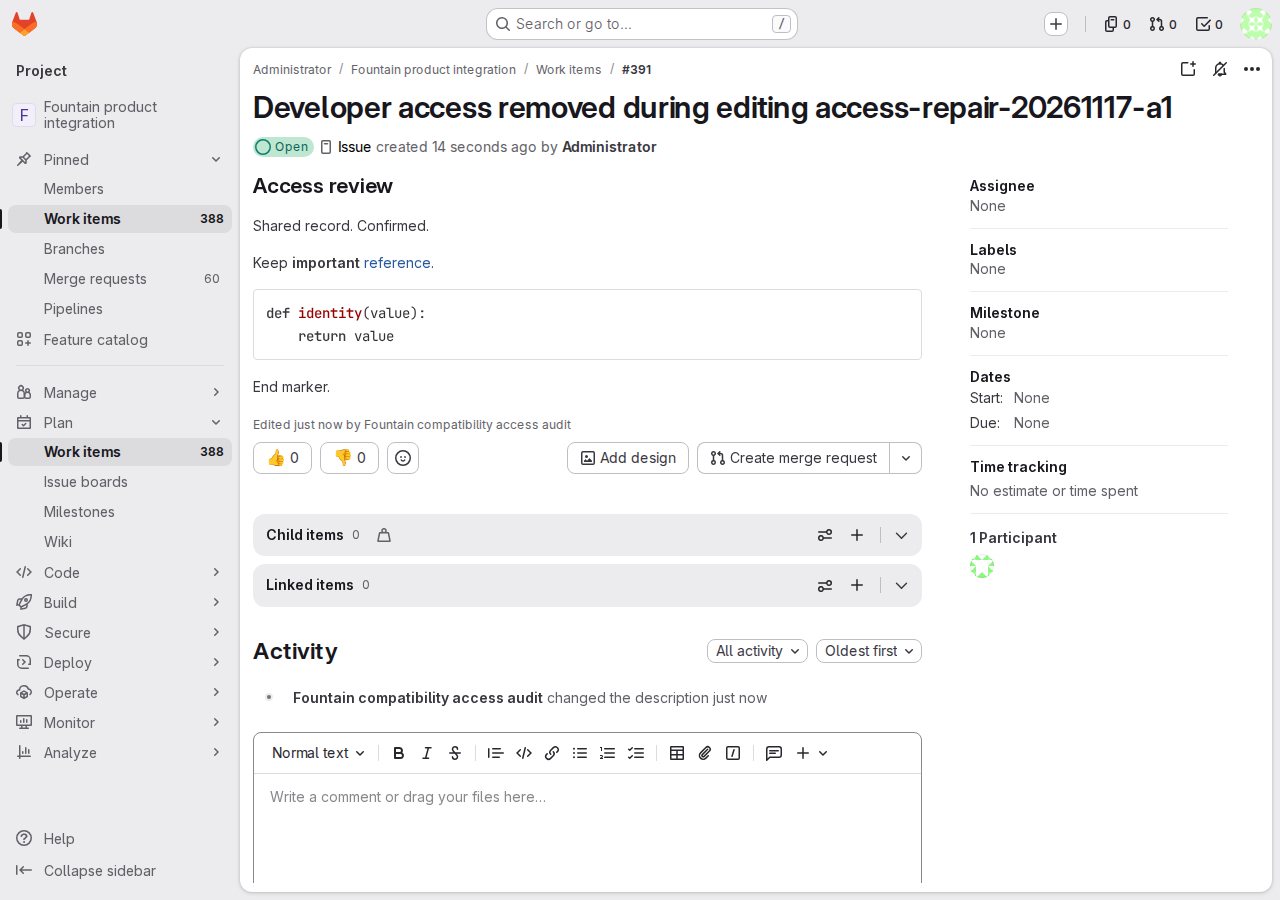 Search or go to...
/
0
0
0
Project
F
Fountain product integration
Pinned
Members
Work items 388
Branches
Merge requests 60
Pipelines
Feature catalog
Manage
Plan
Work items 388
Issue boards
Milestones
Wiki
Code
Build
Secure
Deploy
Operate
Monitor
Analyze
Help
Collapse sidebar
Administrator / Fountain product integration / Work items / #391
Developer access removed during editing access-repair-20261117-a1
Open Issue created 14 seconds ago by Administrator
Access review
Shared record. Confirmed.
Keep important reference.
def identity(value):
    return value
End marker.
Edited just now by Fountain compatibility access audit
👍 0 👎 0 Add design Create merge request
Child items 0
Linked items 0
Activity All activity Oldest first
Fountain compatibility access audit changed the description just now
Normal text
Write a comment or drag your files here...
Assignee
None
Labels
None
Milestone
None
Dates
Start: None
Due: None
Time tracking
No estimate or time spent
1 Participant